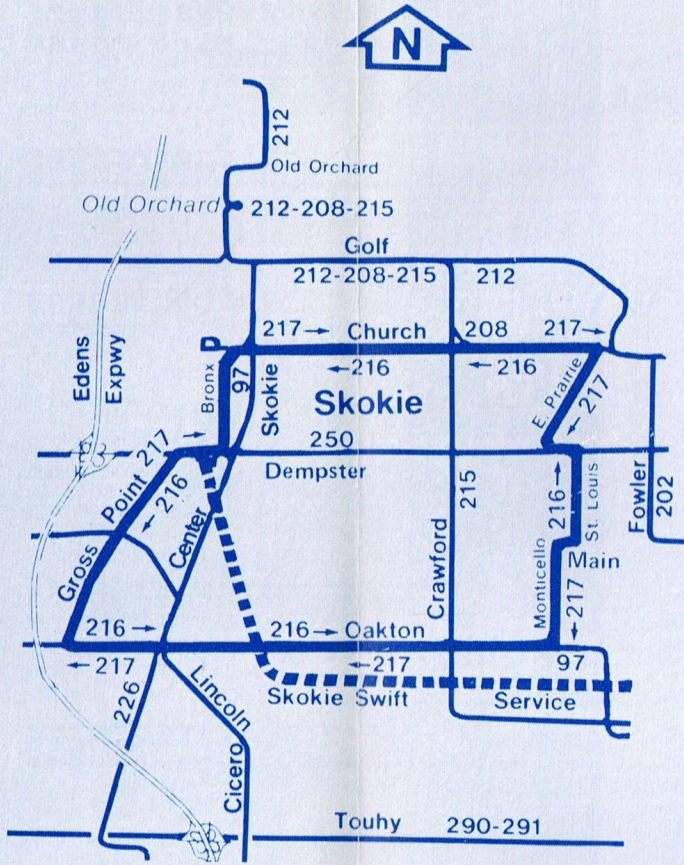 N
212
Old Orchard
Old Orchard
212-208-215
Golf
212-208-215
212
217→
Church
208
217→
←216
←216
Edens
Expwy
Bronx
P
97
Skokie
Skokie
E. Prairie
217
→
217
250
Dempster
Point
←216
Center
Gross
215
Crawford
216→
St. Louis
Fowler
202
Monticello
Main
←217
216→
216→
Oakton
←217
←217
97
226
Lincoln
Cicero
Skokie Swift
Service
Touhy
290-291